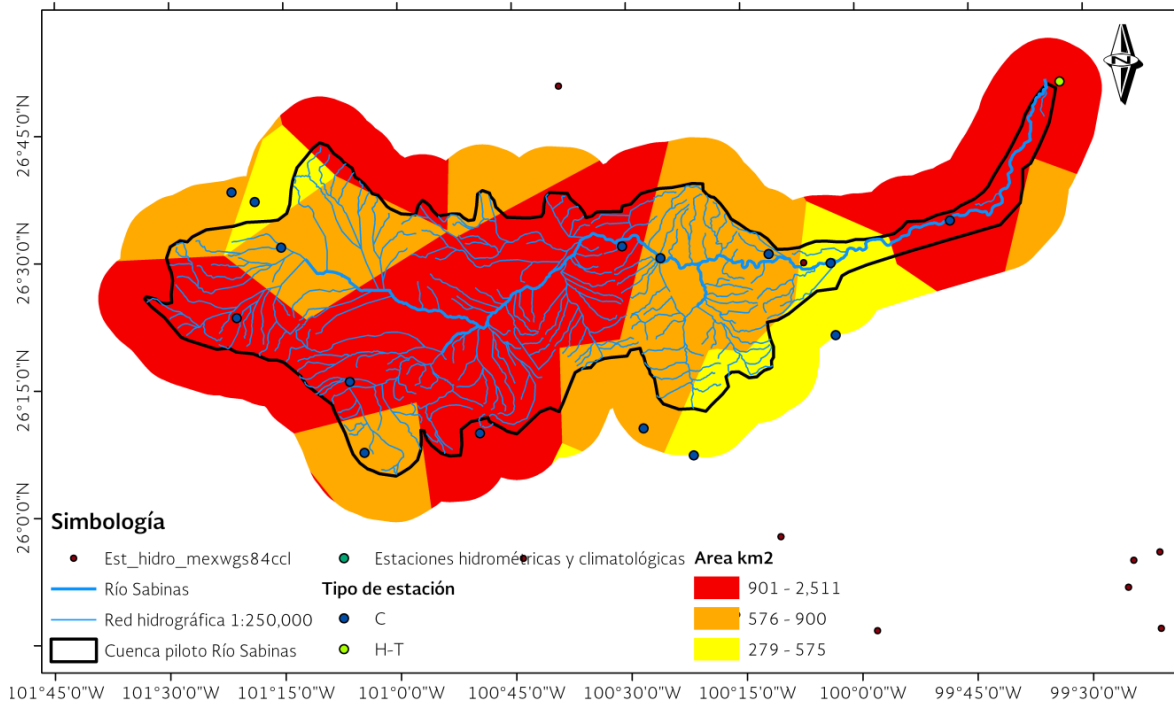 N
26°45'0"N
26°30'0"N
26°15'0"N
26°0'0"N
Simbología
Est_hidro_mexwgs84ccl
Río Sabinas
Red hidrográfica 1:250,000
Cuenca piloto Río Sabinas
Estaciones hidrométricas y climatológicas
Tipo de estación
C
H-T
Area km2
901 - 2,511
576 - 900
279 - 575
101°45'0"W 101°30'0"W 101°15'0"W 101°0'0"W 100°45'0"W 100°30'0"W 100°15'0"W 100°0'0"W 99°45'0"W 99°30'0"W